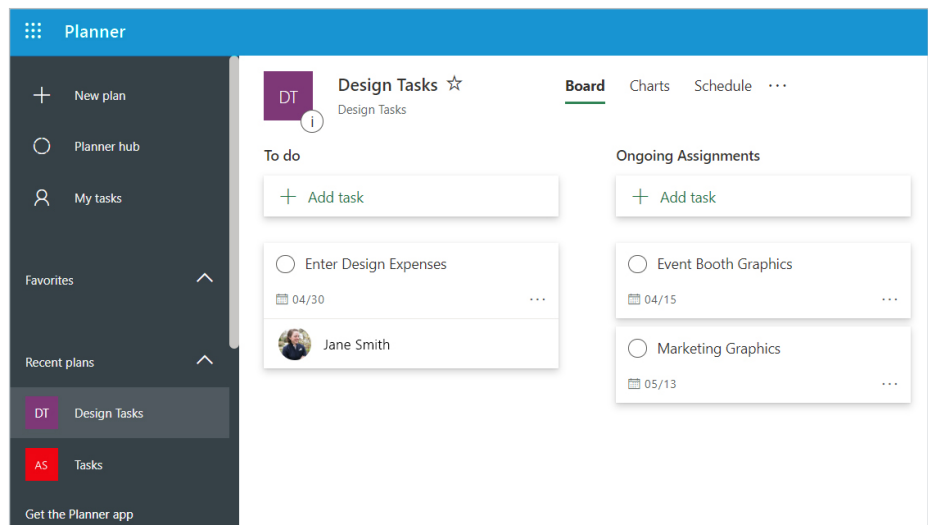 Planner
New plan
Planner hub
My tasks
Favorites
Recent plans
DT Design Tasks
AS Tasks
Get the Planner app
DT
i
Design Tasks
Design Tasks
Board Charts Schedule ...
To do
Add task
Enter Design Expenses
04/30 ...
Jane Smith
Ongoing Assignments
Add task
Event Booth Graphics
04/15 ...
Marketing Graphics
05/13 ...